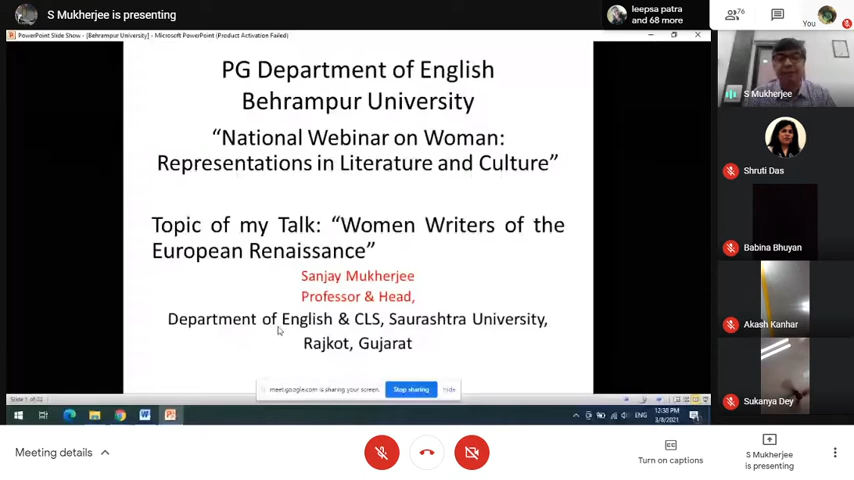 S Mukherjee is presenting
leepsa patra
and 68 more
76
You
PowerPoint Slide Show - [Behrampur University] - Microsoft PowerPoint (Product Activation Failed)
PG Department of English
Behrampur University
“National Webinar on Woman:
Representations in Literature and Culture”
Topic of my Talk: “Women Writers of the
European Renaissance”
Sanjay Mukherjee
Professor & Head,
Department of English & CLS, Saurashtra University,
Rajkot, Gujarat
meet.google.com is sharing your screen.
Stop sharing
Hide
12:38 PM
3/8/2021
S Mukherjee
Shruti Das
Babina Bhuyan
Akash Kanhar
Sukanya Dey
Meeting details
Turn on captions
S Mukherjee
is presenting